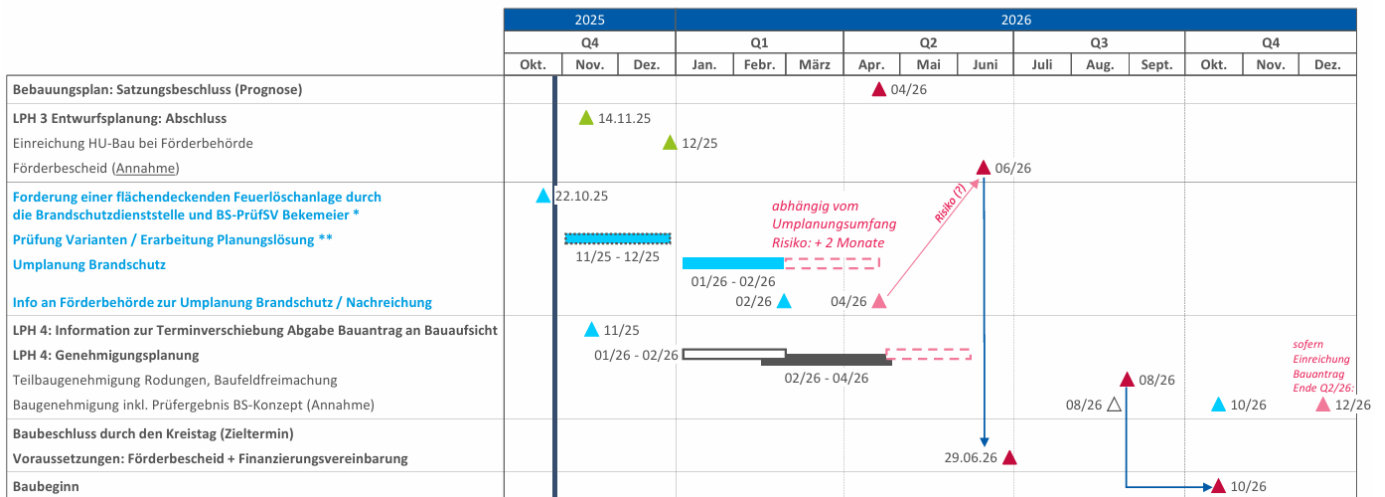 2025
2026
Q4
Q1
Q2
Q3
Q4
Okt.
Nov.
Dez.
Jan.
Febr.
März
Apr.
Mai
Juni
Juli
Aug.
Sept.
Okt.
Nov.
Dez.
Bebauungsplan: Satzungsbeschluss (Prognose)
04/26
LPH 3 Entwurfsplanung: Abschluss
14.11.25
Einreichung HU-Bau bei Förderbehörde
12/25
Förderbescheid (Annahme)
06/26
Forderung einer flächendeckenden Feuerlöschanlage durch
die Brandschutzdienststelle und BS-PrüfSV Bekemeier *
22.10.25
Risiko (?)
abhängig vom
Umplanungsumfang
Risiko: + 2 Monate
Prüfung Varianten / Erarbeitung Planungslösung **
11/25 - 12/25
Umplanung Brandschutz
01/26 - 02/26
Info an Förderbehörde zur Umplanung Brandschutz / Nachreichung
02/26
04/26
LPH 4: Information zur Terminverschiebung Abgabe Bauantrag an Bauaufsicht
11/25
LPH 4: Genehmigungsplanung
01/26 - 02/26
02/26 - 04/26
sofern
Einreichung
Bauantrag
Ende Q2/26:
Teilbaugenehmigung Rodungen, Baufeldfreimachung
08/26
Baugenehmigung inkl. Prüfergebnis BS-Konzept (Annahme)
08/26
10/26
12/26
Baubeschluss durch den Kreistag (Zieltermin)
Voraussetzungen: Förderbescheid + Finanzierungsvereinbarung
29.06.26
Baubeginn
10/26